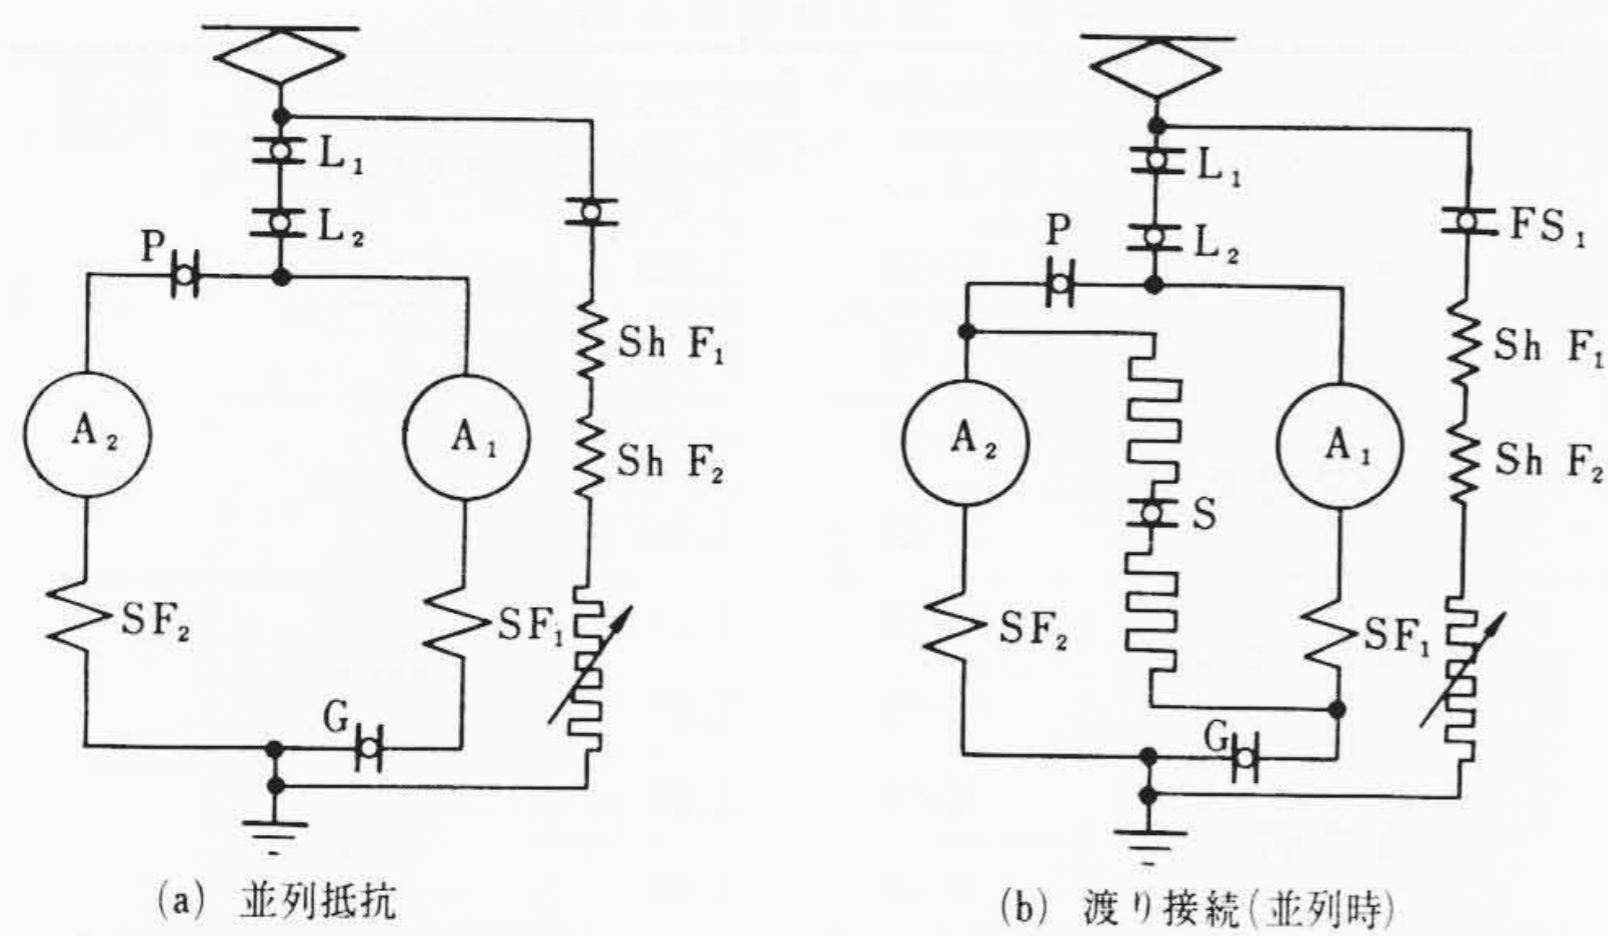 L₁
L₂
P
Sh F₁
A₂
A₁
Sh F₂
SF₂
SF₁
G
(a) 並列抵抗
L₁
FS₁
P
L₂
Sh F₁
A₂
A₁
Sh F₂
S
SF₂
SF₁
G
(b) 渡り接続(並列時)